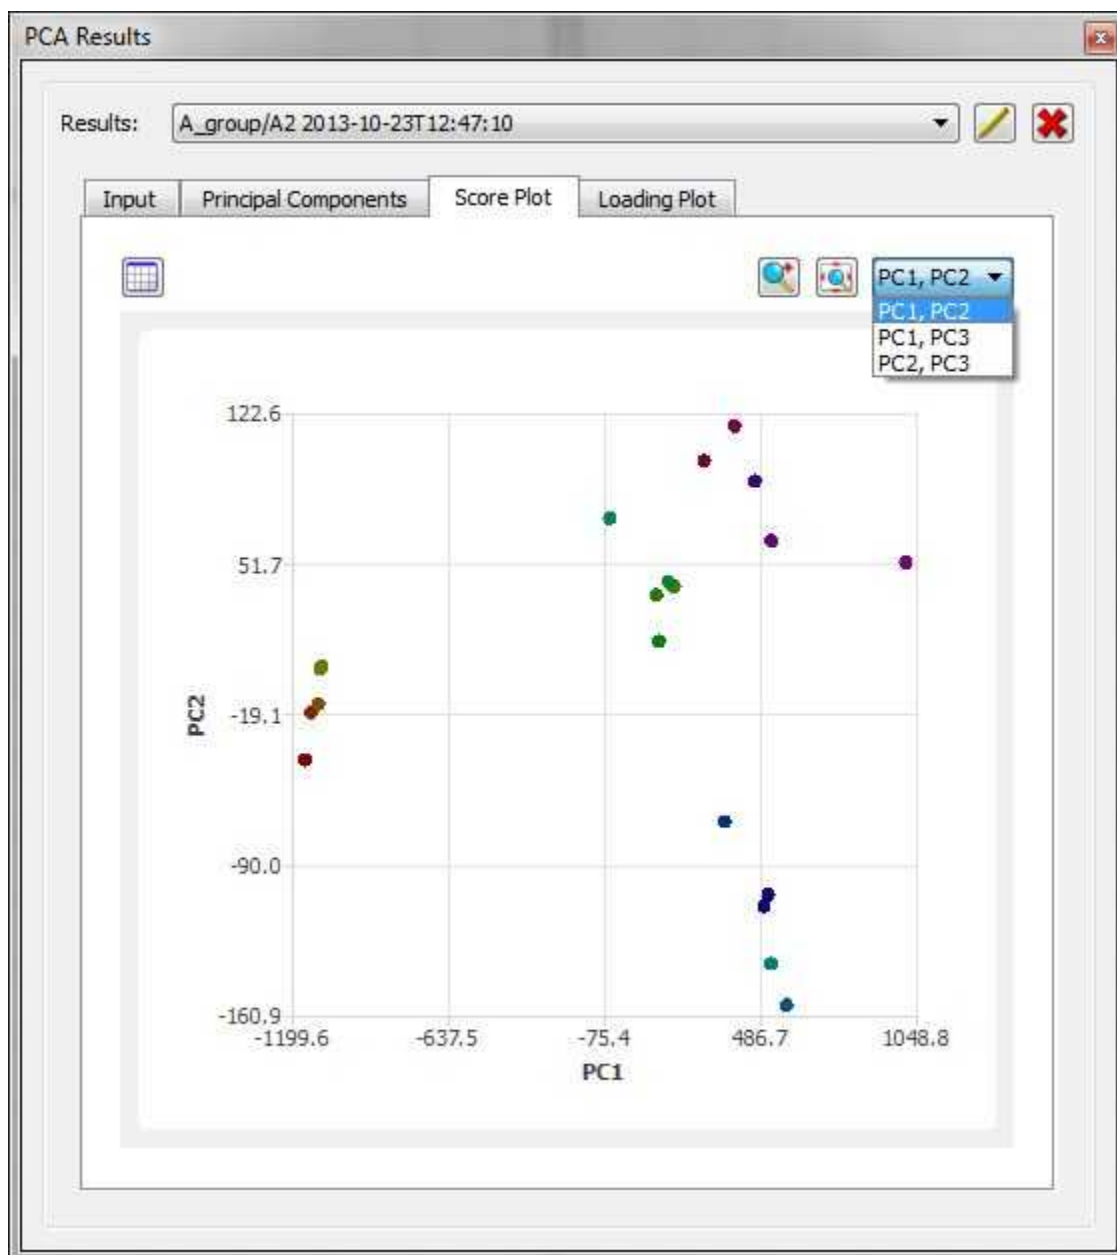 PCA Results
Results: A_group/A2 2013-10-23T12:47:10
Input Principal Components Score Plot Loading Plot
PC1, PC2
PC1, PC2
PC1, PC3
PC2, PC3
122.6
51.7
-19.1
-90.0
-160.9
PC2
-1199.6 -637.5 -75.4 486.7 1048.8
PC1